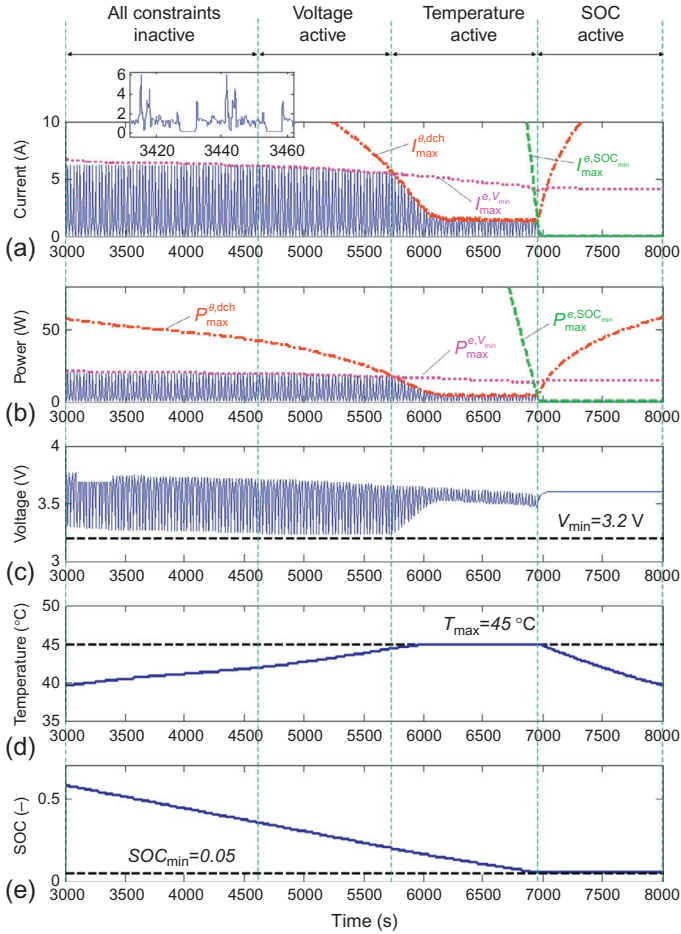 All constraints inactive
Voltage active
Temperature active
SOC active
6
4
2
0
3420 3440 3460
Current (A)
10
5
0
I_max^θ,dch
I_max^e,V_min
I_max^e,SOC_min
(a)
3000 3500 4000 4500 5000 5500 6000 6500 7000 7500 8000
Power (W)
50
0
P_max^θ,dch
P_max^e,V_min
P_max^e,SOC_min
(b)
3000 3500 4000 4500 5000 5500 6000 6500 7000 7500 8000
Voltage (V)
4
3.5
3
V_min=3.2 V
(c)
3000 3500 4000 4500 5000 5500 6000 6500 7000 7500 8000
Temperature (°C)
50
45
40
35
T_max=45 °C
(d)
3000 3500 4000 4500 5000 5500 6000 6500 7000 7500 8000
SOC (–)
0.5
0
SOC_min=0.05
(e)
3000 3500 4000 4500 5000 5500 6000 6500 7000 7500 8000
Time (s)